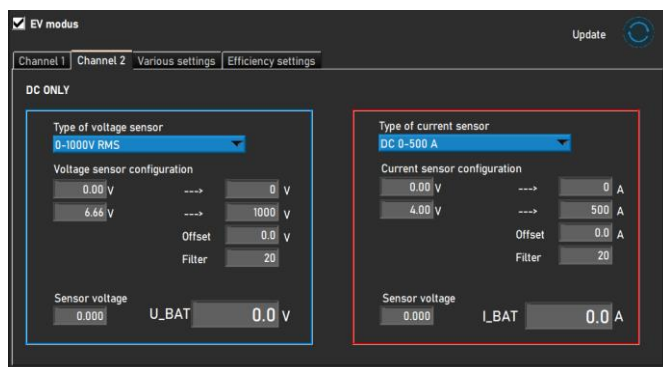 EV modus
Update
Channel 1 Channel 2 Various settings Efficiency settings
DC ONLY
Type of voltage sensor
0-1000V RMS
Voltage sensor configuration
0.00 V ---> 0 V
6.66 V ---> 1000 V
Offset 0.0 V
Filter 20
Sensor voltage
0.000 U_BAT 0.0 V
Type of current sensor
DC 0-500 A
Current sensor configuration
0.00 V ---> 0 A
4.00 V ---> 500 A
Offset 0.0 A
Filter 20
Sensor voltage
0.000 I_BAT 0.0 A